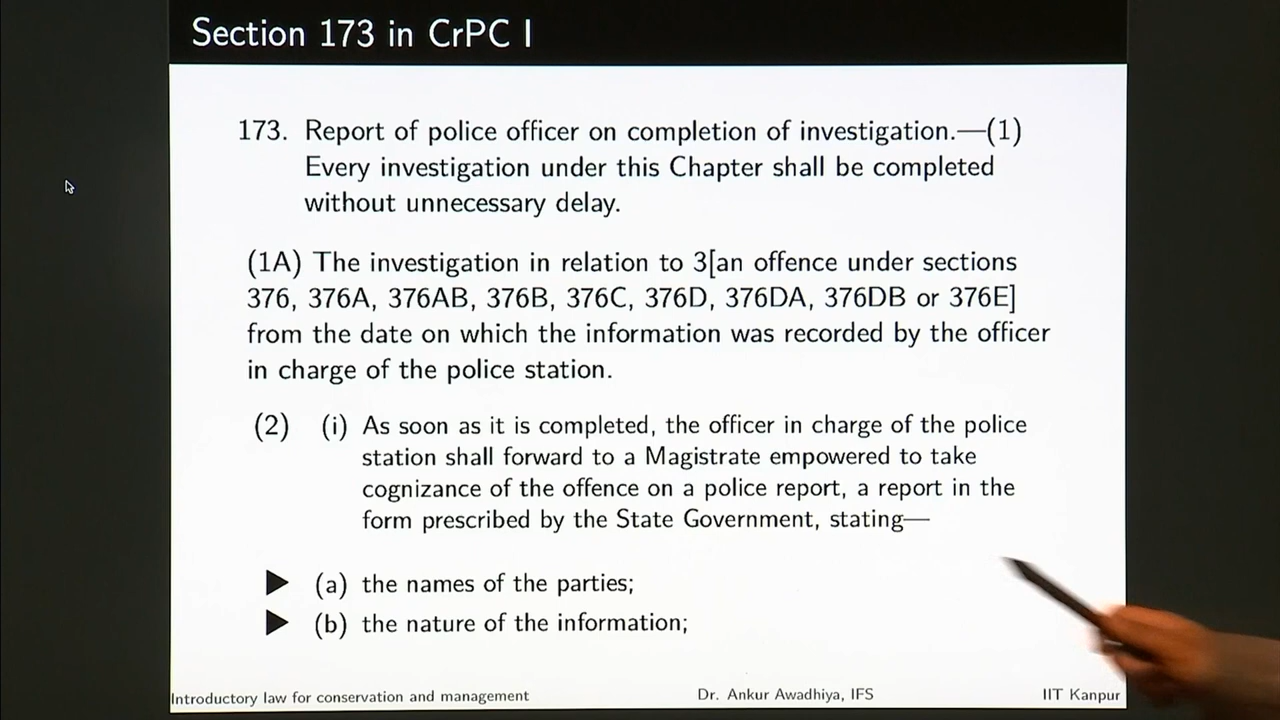 Section 173 in CrPC I
173. Report of police officer on completion of investigation.—(1)
Every investigation under this Chapter shall be completed
without unnecessary delay.
(1A) The investigation in relation to 3[an offence under sections
376, 376A, 376AB, 376B, 376C, 376D, 376DA, 376DB or 376E]
from the date on which the information was recorded by the officer
in charge of the police station.
(2) (i) As soon as it is completed, the officer in charge of the police
station shall forward to a Magistrate empowered to take
cognizance of the offence on a police report, a report in the
form prescribed by the State Government, stating—
▶ (a) the names of the parties;
▶ (b) the nature of the information;
Introductory law for conservation and management Dr. Ankur Awadhiya, IFS IIT Kanpur